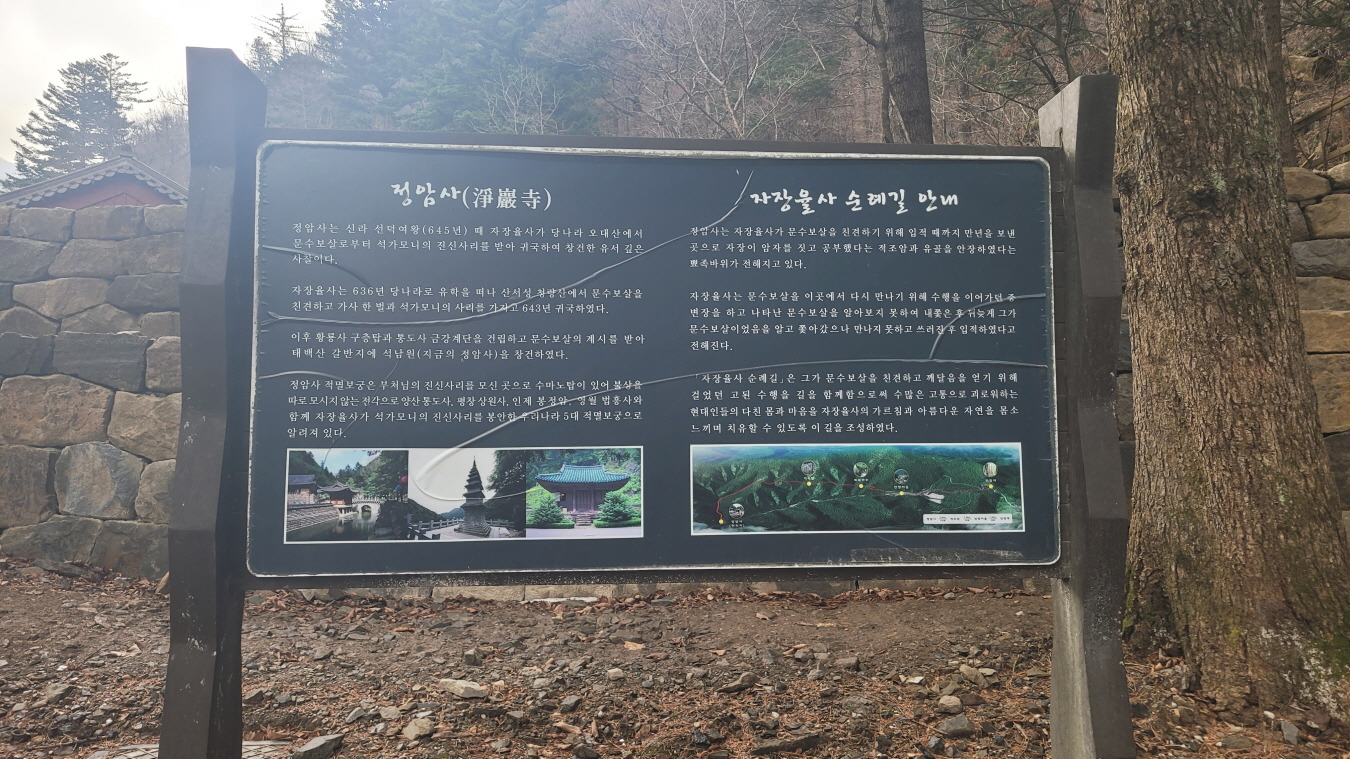 정암사(淨巖寺)
정암사는 신라 선덕여왕(645년) 때 자장율사가 당나라 오대산에서
문수보살로부터 석가모니의 진신사리를 받아 귀국하여 창건한 유서 깊은
사찰이다.
자장율사는 636년 당나라로 유학을 떠나 산서성 청량산에서 문수보살을
친견하고 가사 한 벌과 석가모니의 사리를 가지고 643년 귀국하였다.
이후 황룡사 구층탑과 통도사 금강계단을 건립하고 문수보살의 계시를 받아
태백산 갈반지에 석남원(지금의 정암사)을 창건하였다.
정암사 적멸보궁은 부처님의 진신사리를 모신 곳으로 수마노탑이 있어 불상을
따로 모시지 않는 전각으로 양산 통도사, 평창 상원사, 인제 봉정암, 영월 법흥사와
함께 자장율사가 석가모니의 진신사리를 봉안한 우리나라 5대 적멸보궁으로
알려져 있다.
자장율사 순례길 안내
정암사는 자장율사가 문수보살을 친견하기 위해 입적 때까지 만년을 보낸
곳으로 자장이 암자를 짓고 공부했다는 적조암과 유골을 안장하였다는
뾰족바위가 전해지고 있다.
자장율사는 문수보살을 이곳에서 다시 만나기 위해 수행을 이어가던 중
변장을 하고 나타난 문수보살을 알아보지 못하여 내쫓은 후 뒤늦게 그가
문수보살이었음을 알고 쫓아갔으나 만나지 못하고 쓰러진 후 입적하였다고
전해진다.
「자장율사 순례길」은 그가 문수보살을 친견하고 깨달음을 얻기 위해
걸었던 고된 수행을 길을 함께함으로써 수많은 고통으로 괴로워하는
현대인들의 다친 몸과 마음을 자장율사의 가르침과 아름다운 자연을 몸소
느끼며 치유할 수 있도록 이 길을 조성하였다.